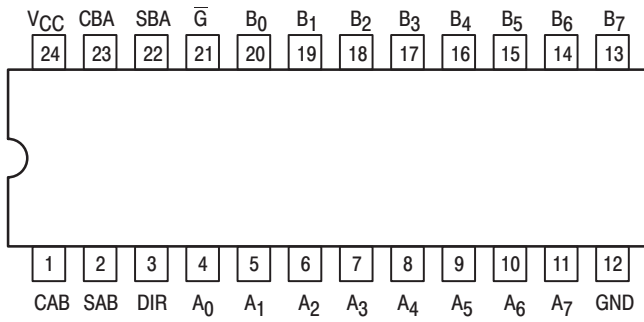 V_CC CBA SBA G̅ B₀ B₁ B₂ B₃ B₄ B₅ B₆ B₇
24 23 22 21 20 19 18 17 16 15 14 13
1 2 3 4 5 6 7 8 9 10 11 12
CAB SAB DIR A₀ A₁ A₂ A₃ A₄ A₅ A₆ A₇ GND